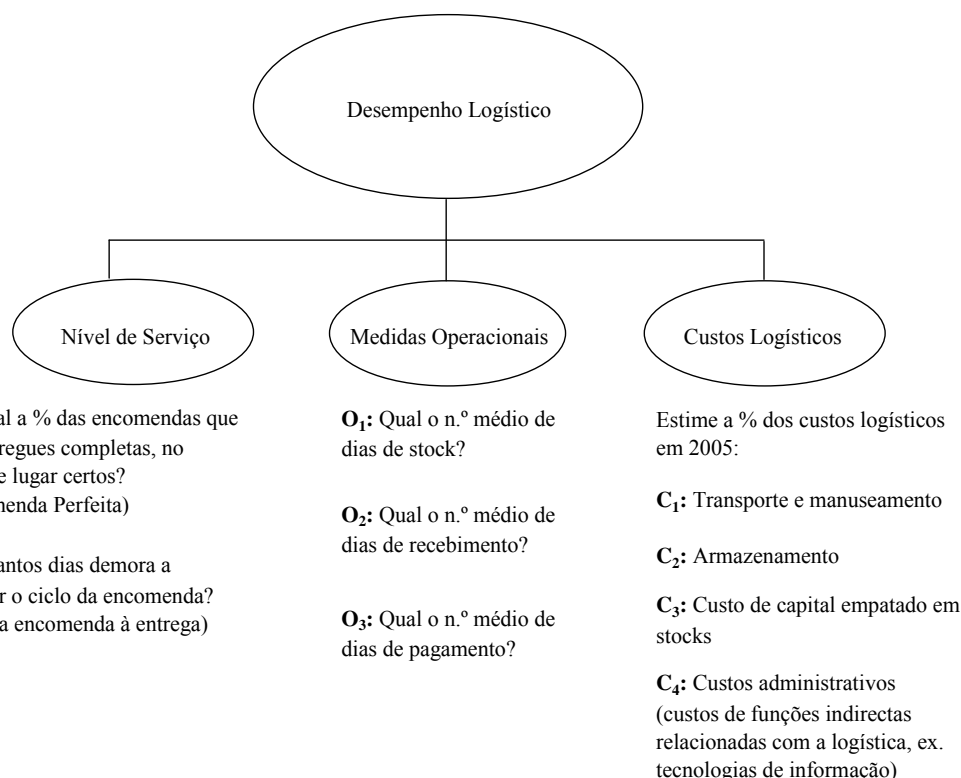 Desempenho Logístico
Nível de Serviço
al a % das encomendas que
regues completas, no
e lugar certos?
enda Perfeita)
antos dias demora a
r o ciclo da encomenda?
a encomenda à entrega)
Medidas Operacionais
O₁: Qual o n.º médio de
dias de stock?
O₂: Qual o n.º médio de
dias de recebimento?
O₃: Qual o n.º médio de
dias de pagamento?
Custos Logísticos
Estime a % dos custos logísticos
em 2005:
C₁: Transporte e manuseamento
C₂: Armazenamento
C₃: Custo de capital empatado em
stocks
C₄: Custos administrativos
(custos de funções indirectas
relacionadas com a logística, ex.
tecnologias de informação)